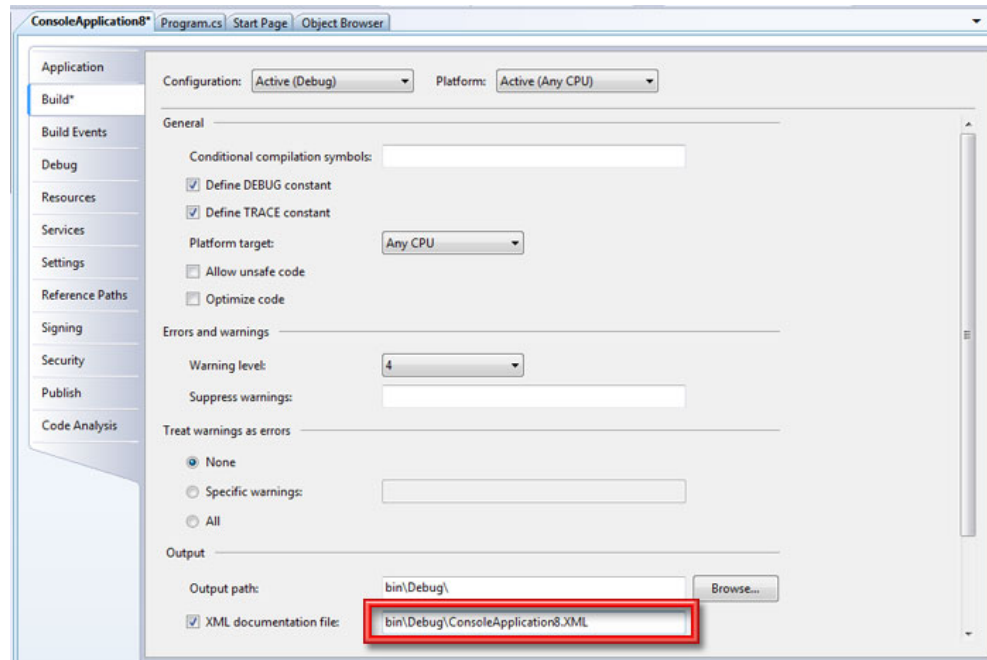 ConsoleApplication8* Program.cs Start Page Object Browser
Application
Build*
Build Events
Debug
Resources
Services
Settings
Reference Paths
Signing
Security
Publish
Code Analysis
Configuration: Active (Debug) Platform: Active (Any CPU)
General
Conditional compilation symbols:
Define DEBUG constant
Define TRACE constant
Platform target: Any CPU
Allow unsafe code
Optimize code
Errors and warnings
Warning level: 4
Suppress warnings:
Treat warnings as errors
None
Specific warnings:
All
Output
Output path: bin\Debug\ Browse...
XML documentation file: bin\Debug\ConsoleApplication8.XML